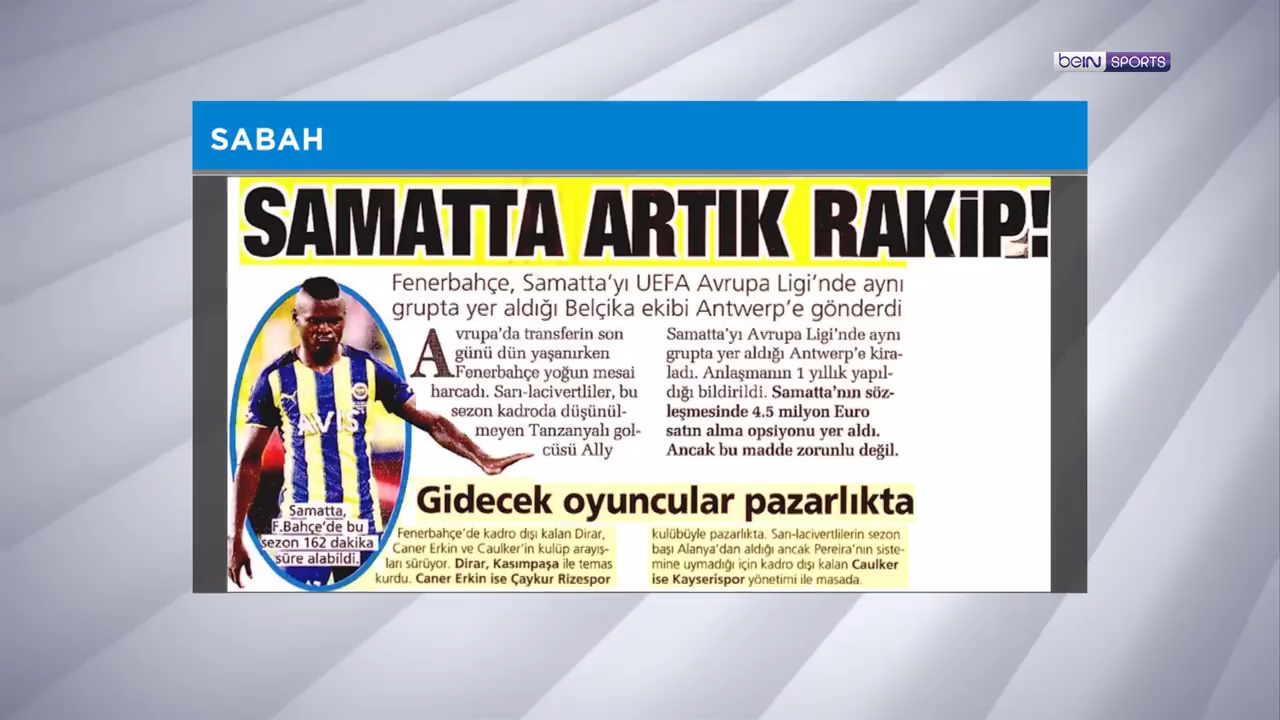 beIN SPORTS
SABAH
SAMATTA ARTIK RAKİP!
Fenerbahçe, Samatta'yı UEFA Avrupa Ligi'nde aynı
grupta yer aldığı Belçika ekibi Antwerp'e gönderdi
Avrupa'da transferin son
günü dün yaşanırken
Fenerbahçe yoğun mesai
harcadı. Sarı-lacivertliler, bu
sezon kadroda düşünül-
meyen Tanzanyalı gol-
cüsü Ally
Samatta'yı Avrupa Ligi'nde aynı
grupta yer aldığı Antwerp'e kira-
ladı. Anlaşmanın 1 yıllık yapıl-
dığı bildirildi. Samatta'nın söz-
leşmesinde 4.5 milyon Euro
satın alma opsiyonu yer aldı.
Ancak bu madde zorunlu değil.
AVIS
Samatta,
F.Bahçe'de bu
sezon 162 dakika
süre alabildi.
Gidecek oyuncular pazarlıkta
Fenerbahçe'de kadro dışı kalan Dirar,
Caner Erkin ve Caulker'in kulüp arayış-
ları sürüyor. Dirar, Kasımpaşa ile temas
kurdu. Caner Erkin ise Çaykur Rizespor
kulübüyle pazarlıkta. Sarı-lacivertlilerin sezon
başı Alanya'dan aldığı ancak Pereira'nın siste-
mine uymadığı için kadro dışı kalan Caulker
ise Kayserispor yönetimi ile masada.